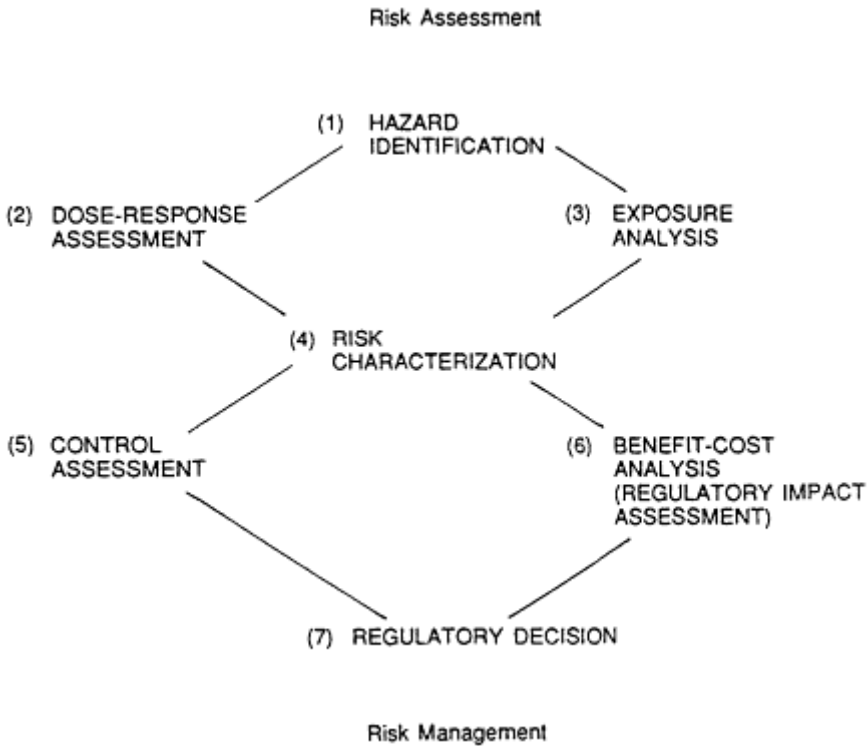 Risk Assessment
(1) HAZARD
IDENTIFICATION
(2) DOSE-RESPONSE
ASSESSMENT
(3) EXPOSURE
ANALYSIS
(4) RISK
CHARACTERIZATION
(5) CONTROL
ASSESSMENT
(6) BENEFIT-COST
ANALYSIS
(REGULATORY IMPACT
ASSESSMENT)
(7) REGULATORY DECISION
Risk Management